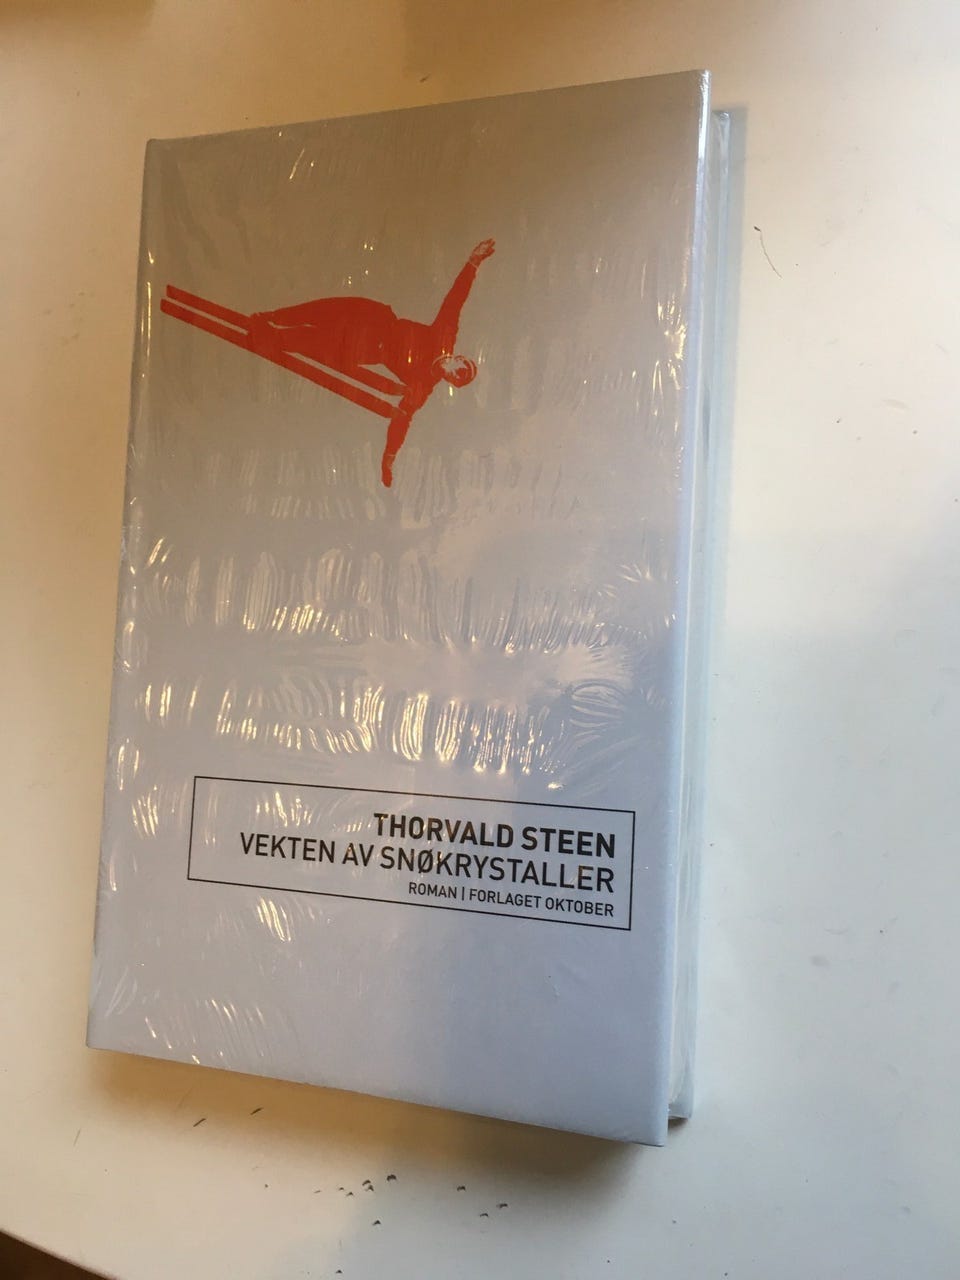 THORVALD STEEN
VEKTEN AV SNØKRYSTALLER
ROMAN | FORLAGET OKTOBER